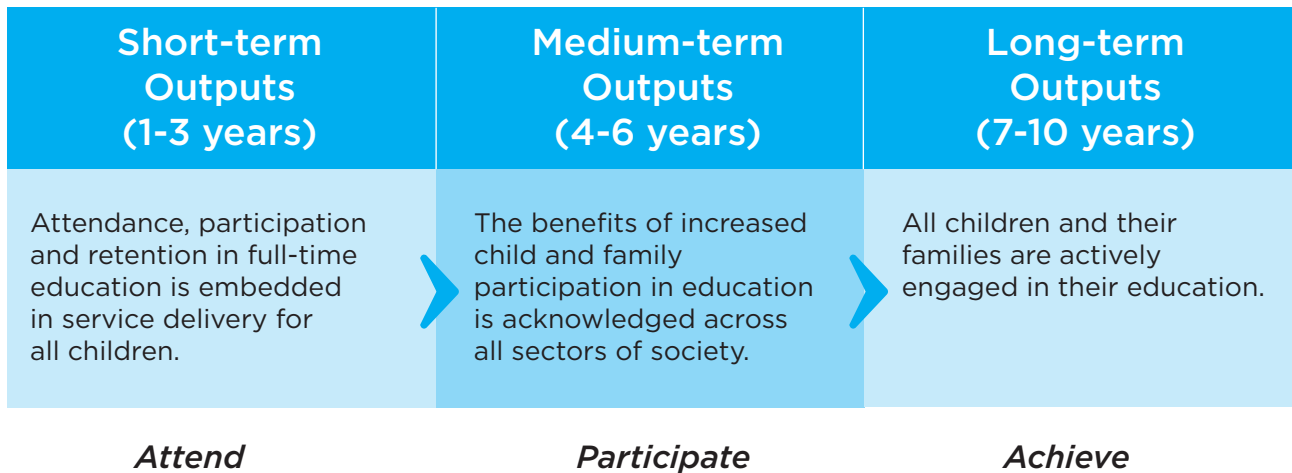 Short-term
Outputs
(1-3 years)
Medium-term
Outputs
(4-6 years)
Long-term
Outputs
(7-10 years)
Attendance, participation
and retention in full-time
education is embedded
in service delivery for
all children.
The benefits of increased
child and family
participation in education
is acknowledged across
all sectors of society.
All children and their
families are actively
engaged in their education.
Attend
Participate
Achieve